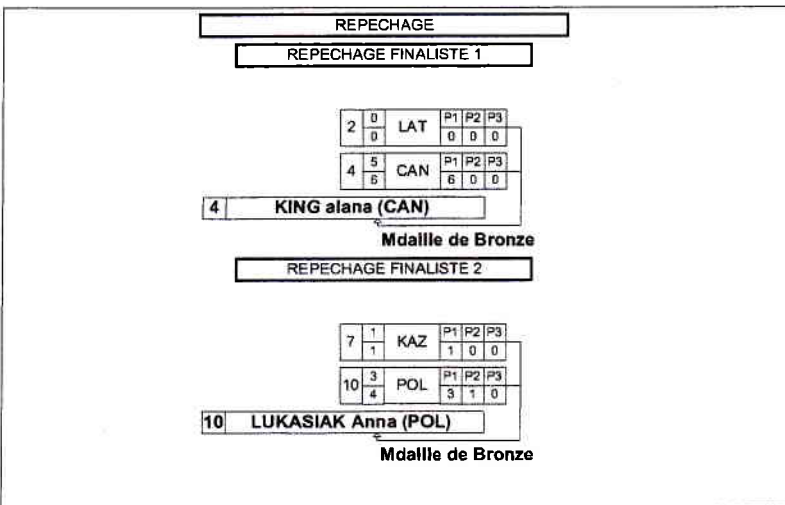 REPECHAGE
REPECHAGE FINALISTE 1
2 0 0 LAT P1 P2 P3 0 0 0
4 5 6 CAN P1 P2 P3 6 0 0
4 KING alana (CAN)
Mdaille de Bronze
REPECHAGE FINALISTE 2
7 1 1 KAZ P1 P2 P3 1 0 0
10 3 4 POL P1 P2 P3 3 1 0
10 LUKASIAK Anna (POL)
Mdaille de Bronze